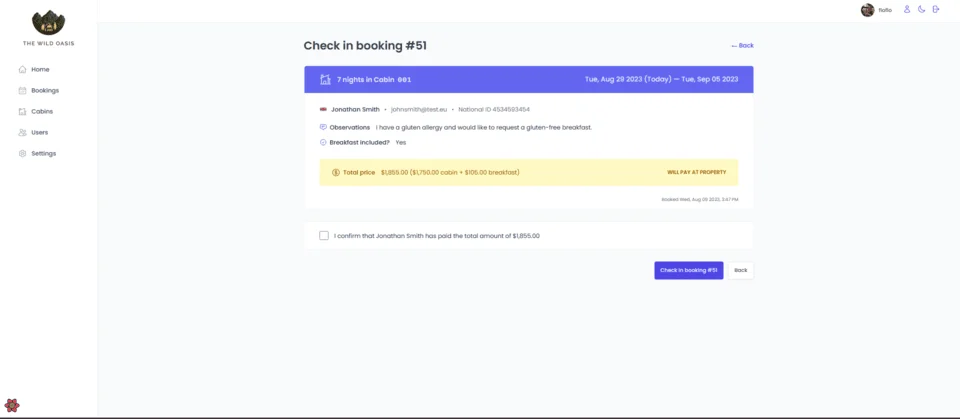 THE WILD OASIS
Home
Bookings
Cabins
Users
Settings
Check in booking #51
← Back
7 nights in Cabin 001
Tue, Aug 29 2023 (Today) — Tue, Sep 05 2023
Jonathan Smith • johnsmith@test.eu • National ID 4534593454
Observations I have a gluten allergy and would like to request a gluten-free breakfast.
Breakfast included? Yes
Total price $1,855.00 ($1,750.00 cabin + $105.00 breakfast)
WILL PAY AT PROPERTY
Booked Wed, Aug 09 2023, 3:47 PM
I confirm that Jonathan Smith has paid the total amount of $1,855.00
Check in booking #51
Back